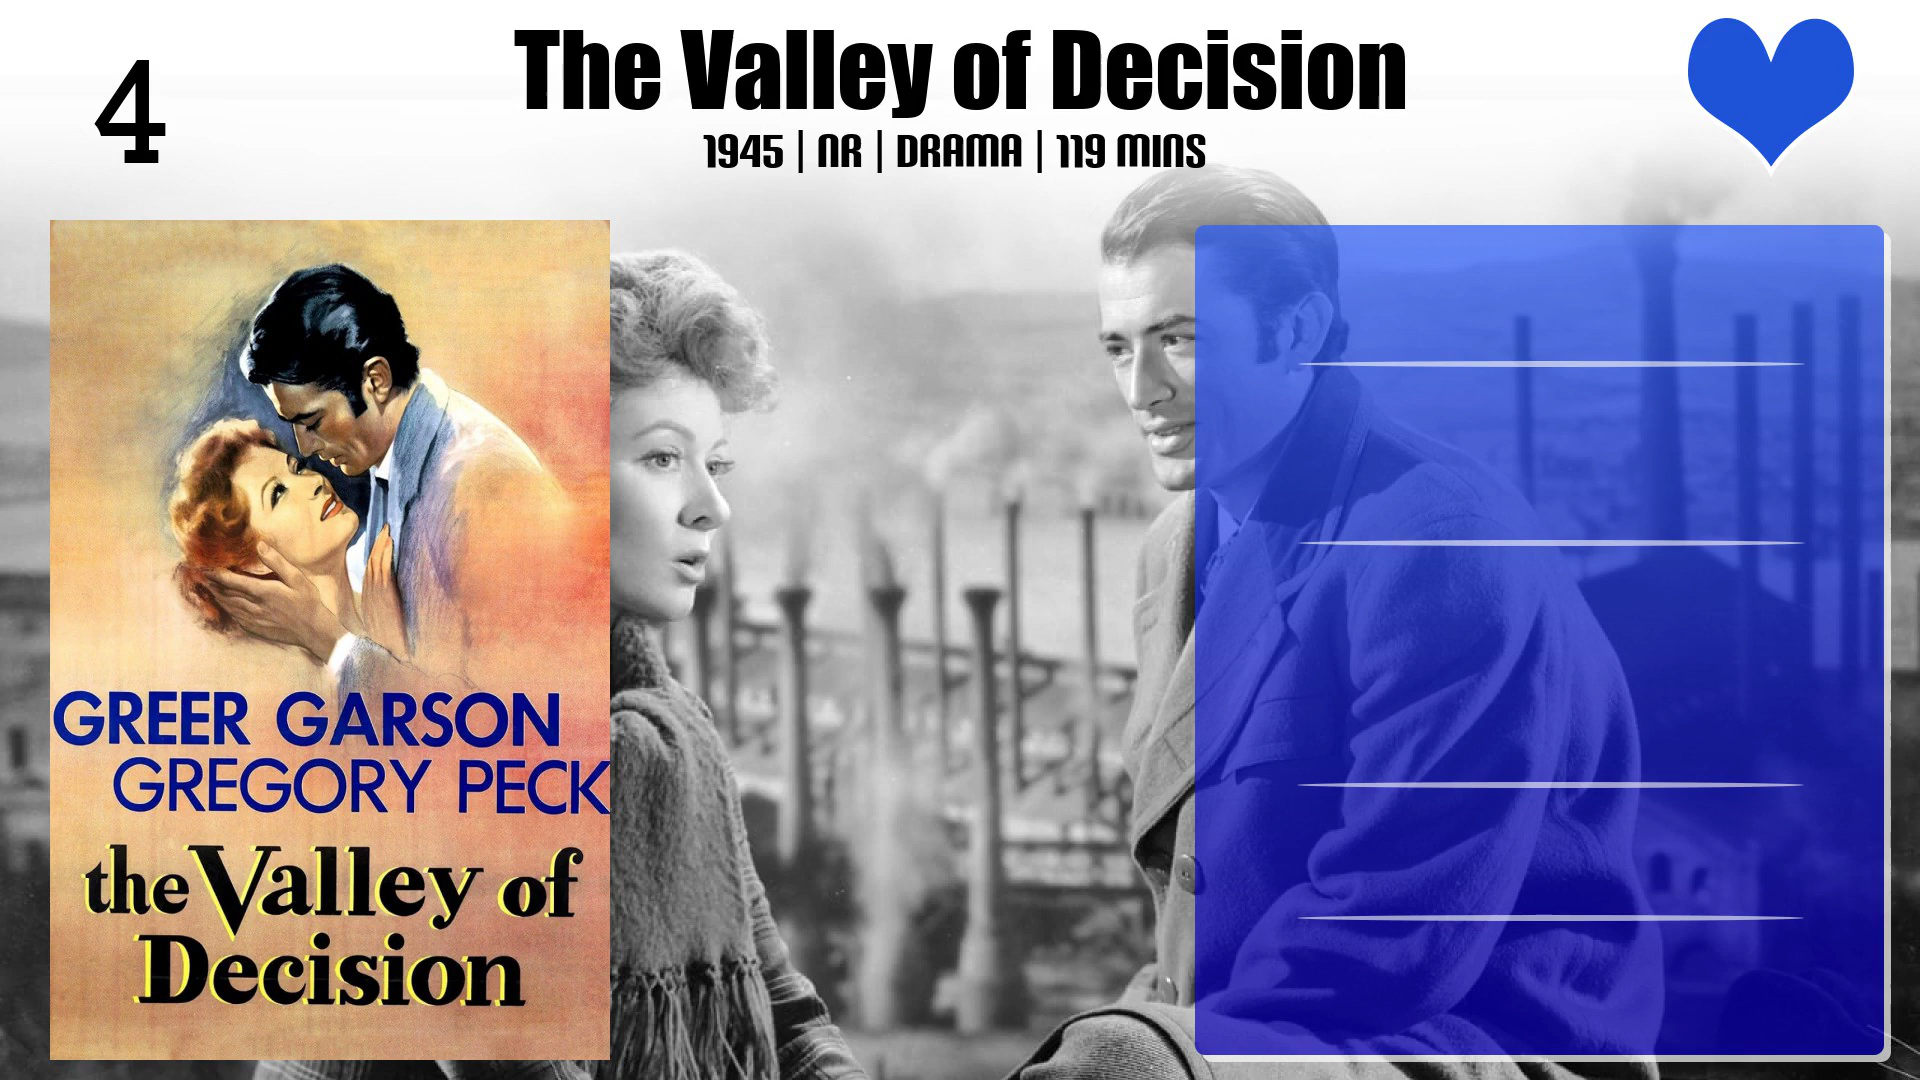 4
The Valley of Decision
1945 | NR | DRAMA | 119 MINS
GREER GARSON
GREGORY PECK
the Valley of
Decision